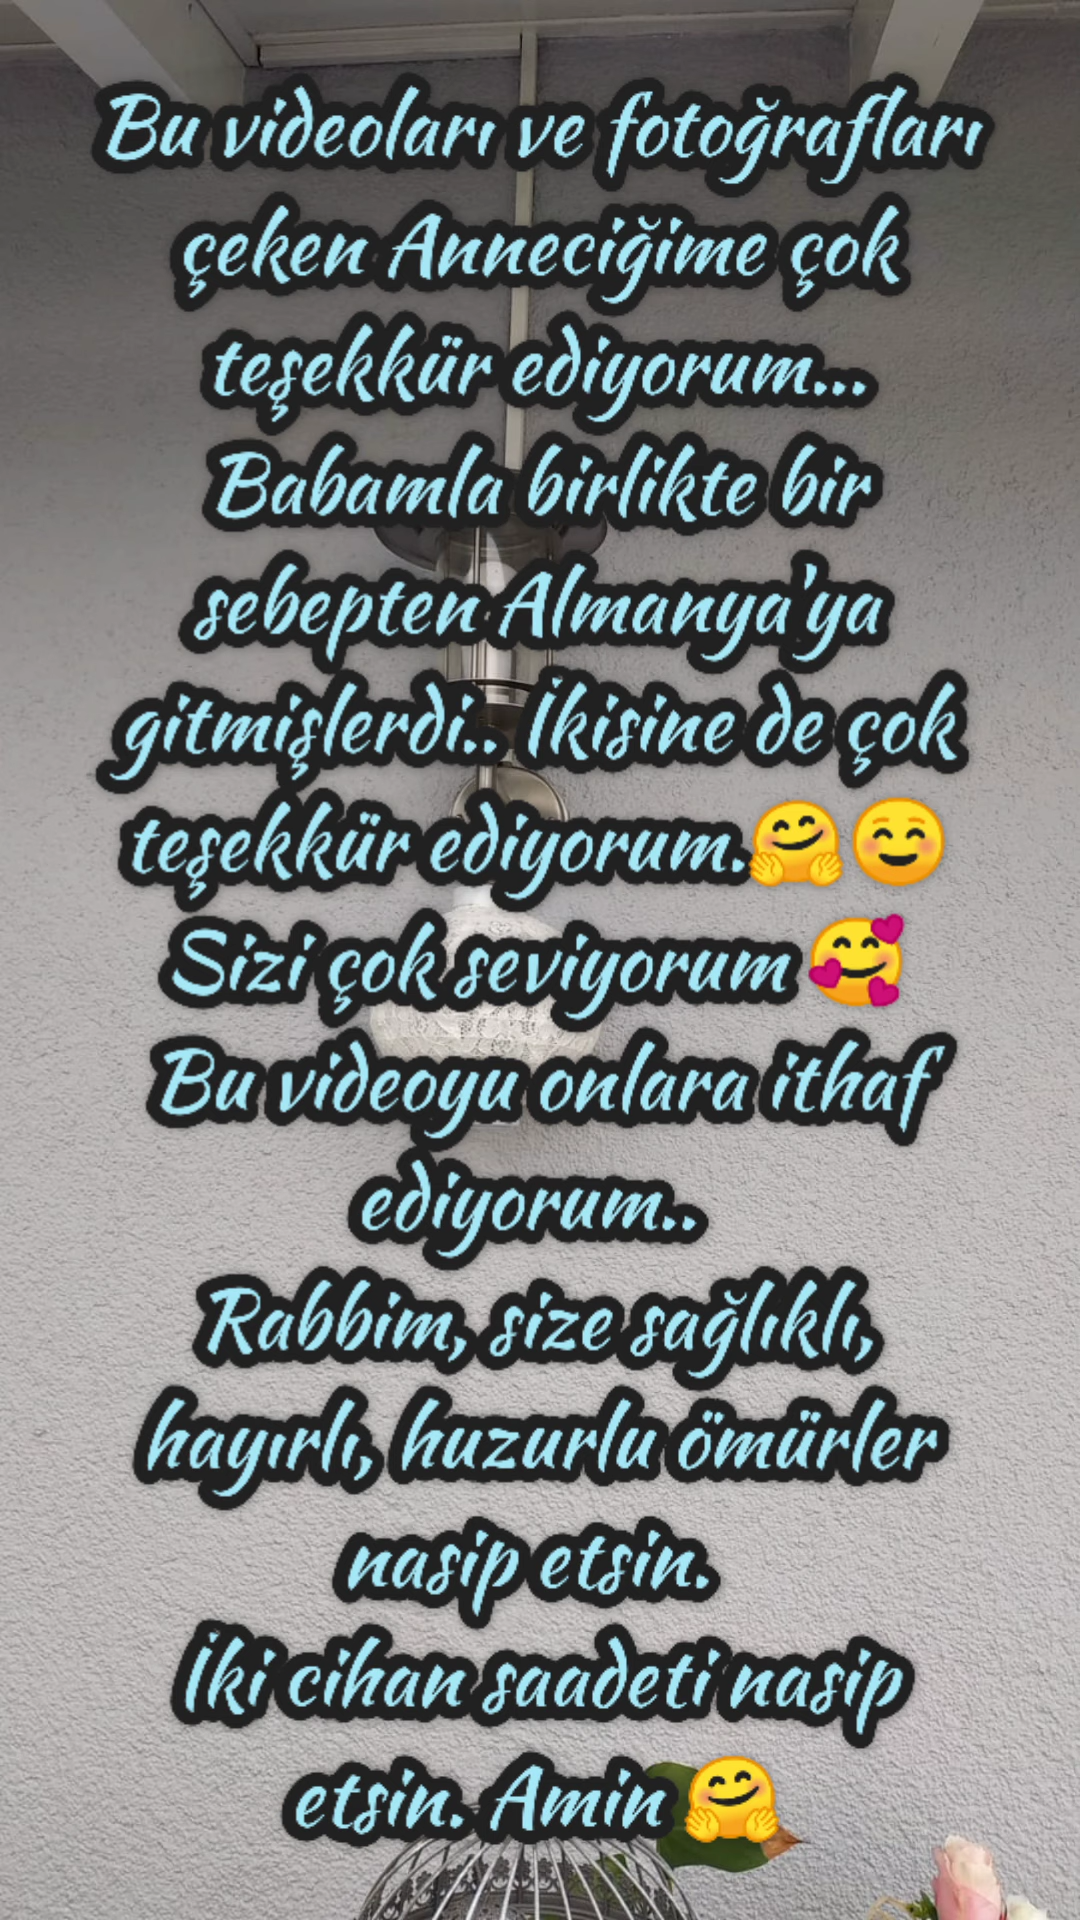 Bu videoları ve fotoğrafları
çeken Anneciğime çok
teşekkür ediyorum...
Babamla birlikte bir
sebepten Almanya'ya
gitmişlerdi.. İkisine de çok
teşekkür ediyorum.🤗☺️
Sizi çok seviyorum 🥰
Bu videoyu onlara ithaf
ediyorum..
Rabbim, size sağlıklı,
hayırlı, huzurlu ömürler
nasip etsin.
İki cihan saadeti nasip
etsin. Amin 🤗